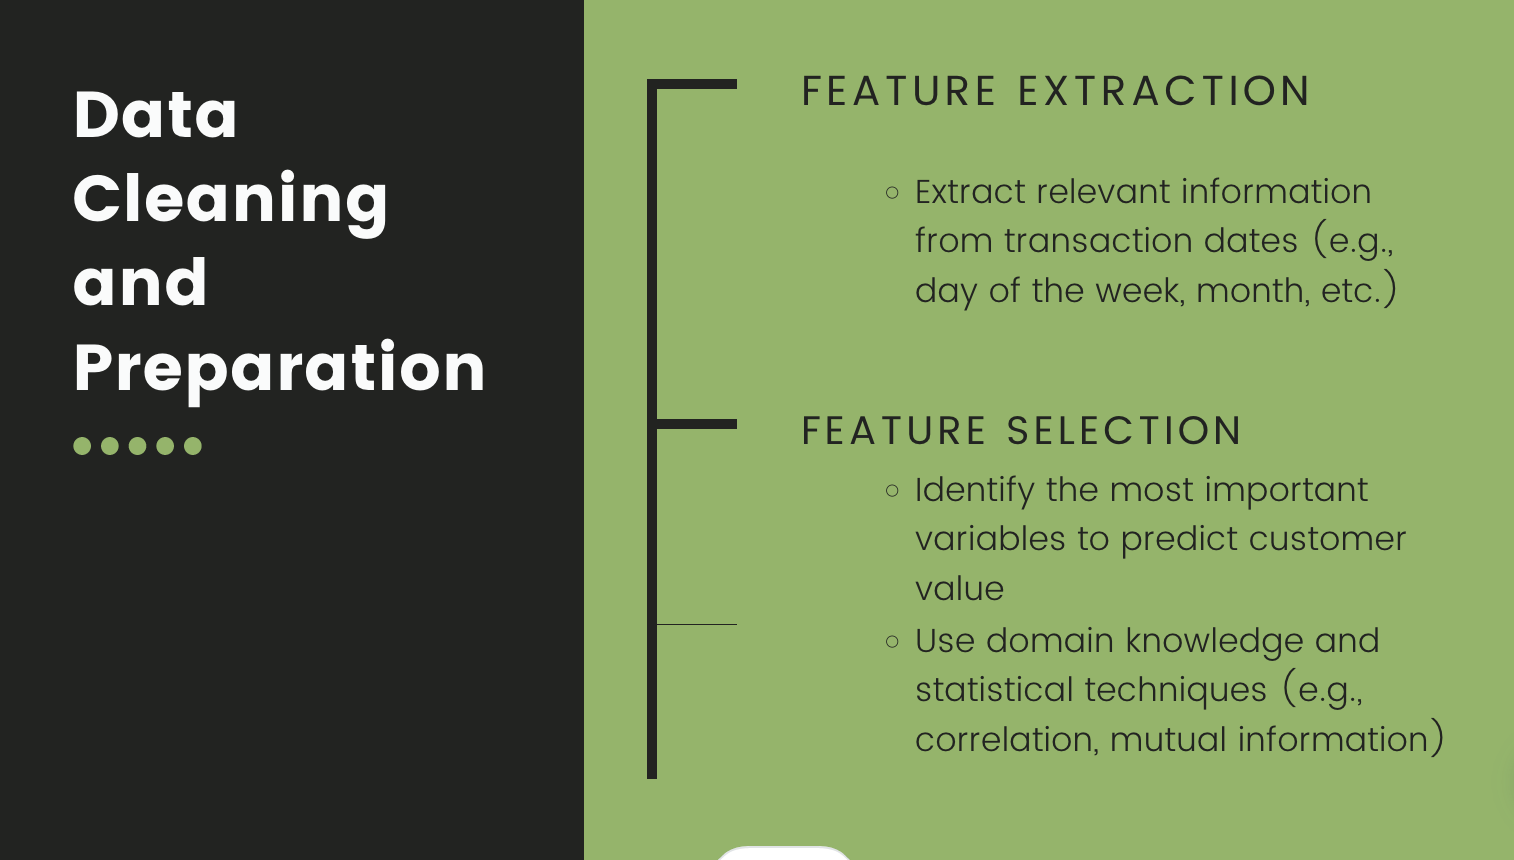 Data
Cleaning
and
Preparation
FEATURE EXTRACTION
Extract relevant information
from transaction dates (e.g.,
day of the week, month, etc.)
FEATURE SELECTION
Identify the most important
variables to predict customer
value
Use domain knowledge and
statistical techniques (e.g.,
correlation, mutual information)